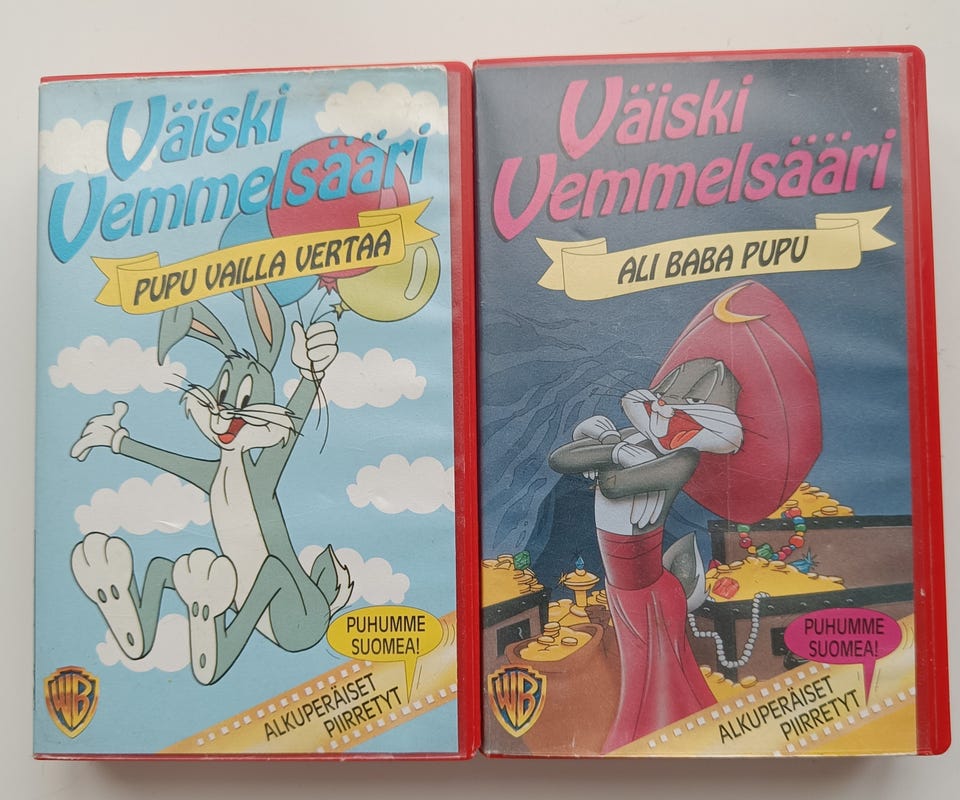 Väiski
Vemmelsääri
PUPU VAILLA VERTAA
PUHUMME
SUOMEA!
ALKUPERÄISET
PIIRRETYT
WB
Väiski
Vemmelsääri
ALI BABA PUPU
PUHUMME
SUOMEA!
ALKUPERÄISET
PIIRRETYT
WB